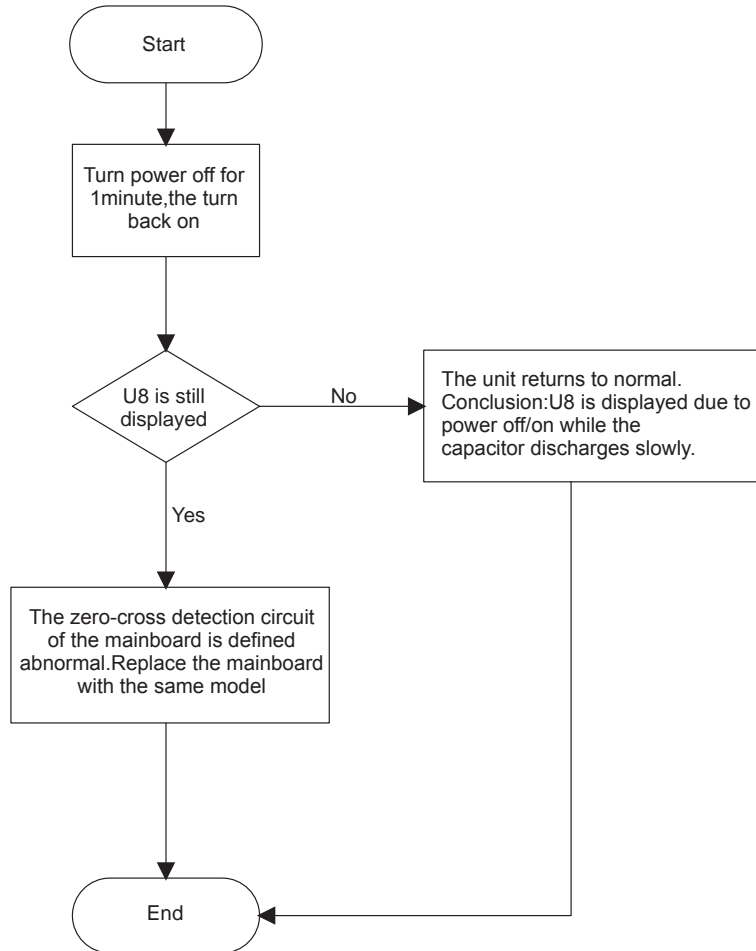 Start
Turn power off for
1minute,the turn
back on
U8 is still
displayed
No
The unit returns to normal.
Conclusion:U8 is displayed due to
power off/on while the
capacitor discharges slowly.
Yes
The zero-cross detection circuit
of the mainboard is defined
abnormal.Replace the mainboard
with the same model
End